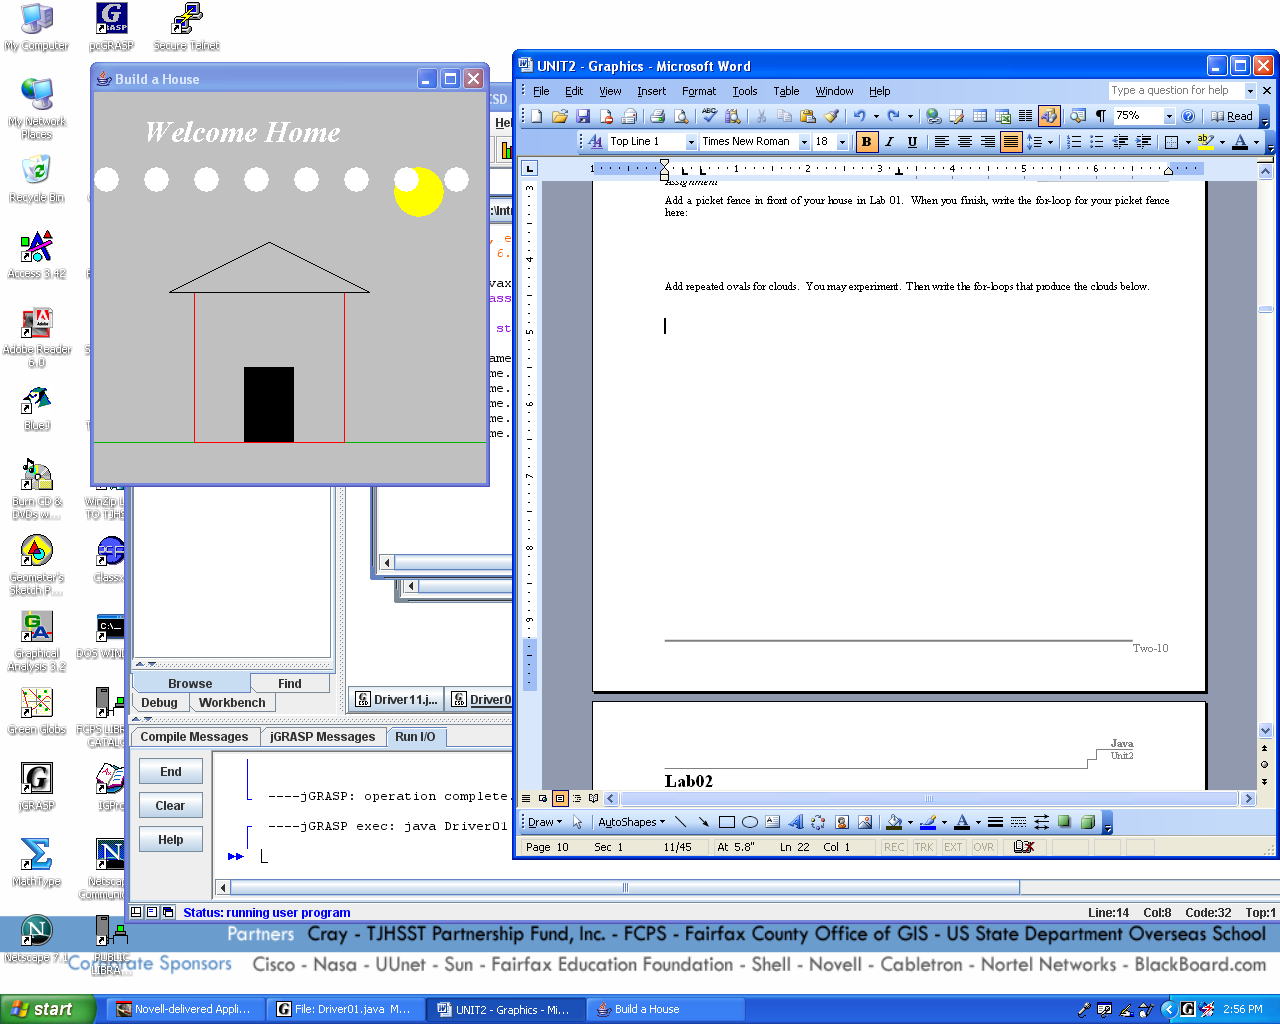 My Computer
pcGRASP
Secure Telnet
My Network
Places
Recycle Bin
Access 3.42
Adobe Reader
6.0
BlueJ
Burn CD &
DVDs w...
WinZip L
TO TJHS
Geometer's
Sketch P...
Graphical
Analysis 3.2
DOS WIN
Green Globs
FCPS LIBR
CATALO
jGRASP
MathType
Netsca
Communi
Netscape 7.1
PUBLIC
LIBRA
Build a House
Welcome Home
UNIT2 - Graphics - Microsoft Word
File Edit View Insert Format Tools Table Window Help
Type a question for help
75%
Read
Top Line 1
Times New Roman
18
B I U
Assignment
Add a picket fence in front of your house in Lab 01. When you finish, write the for-loop for your picket fence
here:
Add repeated ovals for clouds. You may experiment. Then write the for-loops that produce the clouds below.
Two-10
Java
Unit2
Lab02
Draw
AutoShapes
Page 10 Sec 1 11/45 At 5.8" Ln 22 Col 1 REC TRK EXT OVR
Browse
Find
Debug
Workbench
Driver11.j...
Driver0
Compile Messages
jGRASP Messages
Run I/O
End
Clear
Help
----jGRASP: operation complete.
----jGRASP exec: java Driver01
Status: running user program
Line:14 Col:8 Code:32 Top:1
Partners Cray - TJHSST Partnership Fund, Inc. - FCPS - Fairfax County Office of GIS - US State Department Overseas School
Corporate Sponsors Cisco - Nasa - UUnet - Sun - Fairfax Education Foundation - Shell - Novell - Cabletron - Nortel Networks - BlackBoard.com
start
Novell-delivered Appli...
File: Driver01.java M...
UNIT2 - Graphics - Mi...
Build a House
2:56 PM